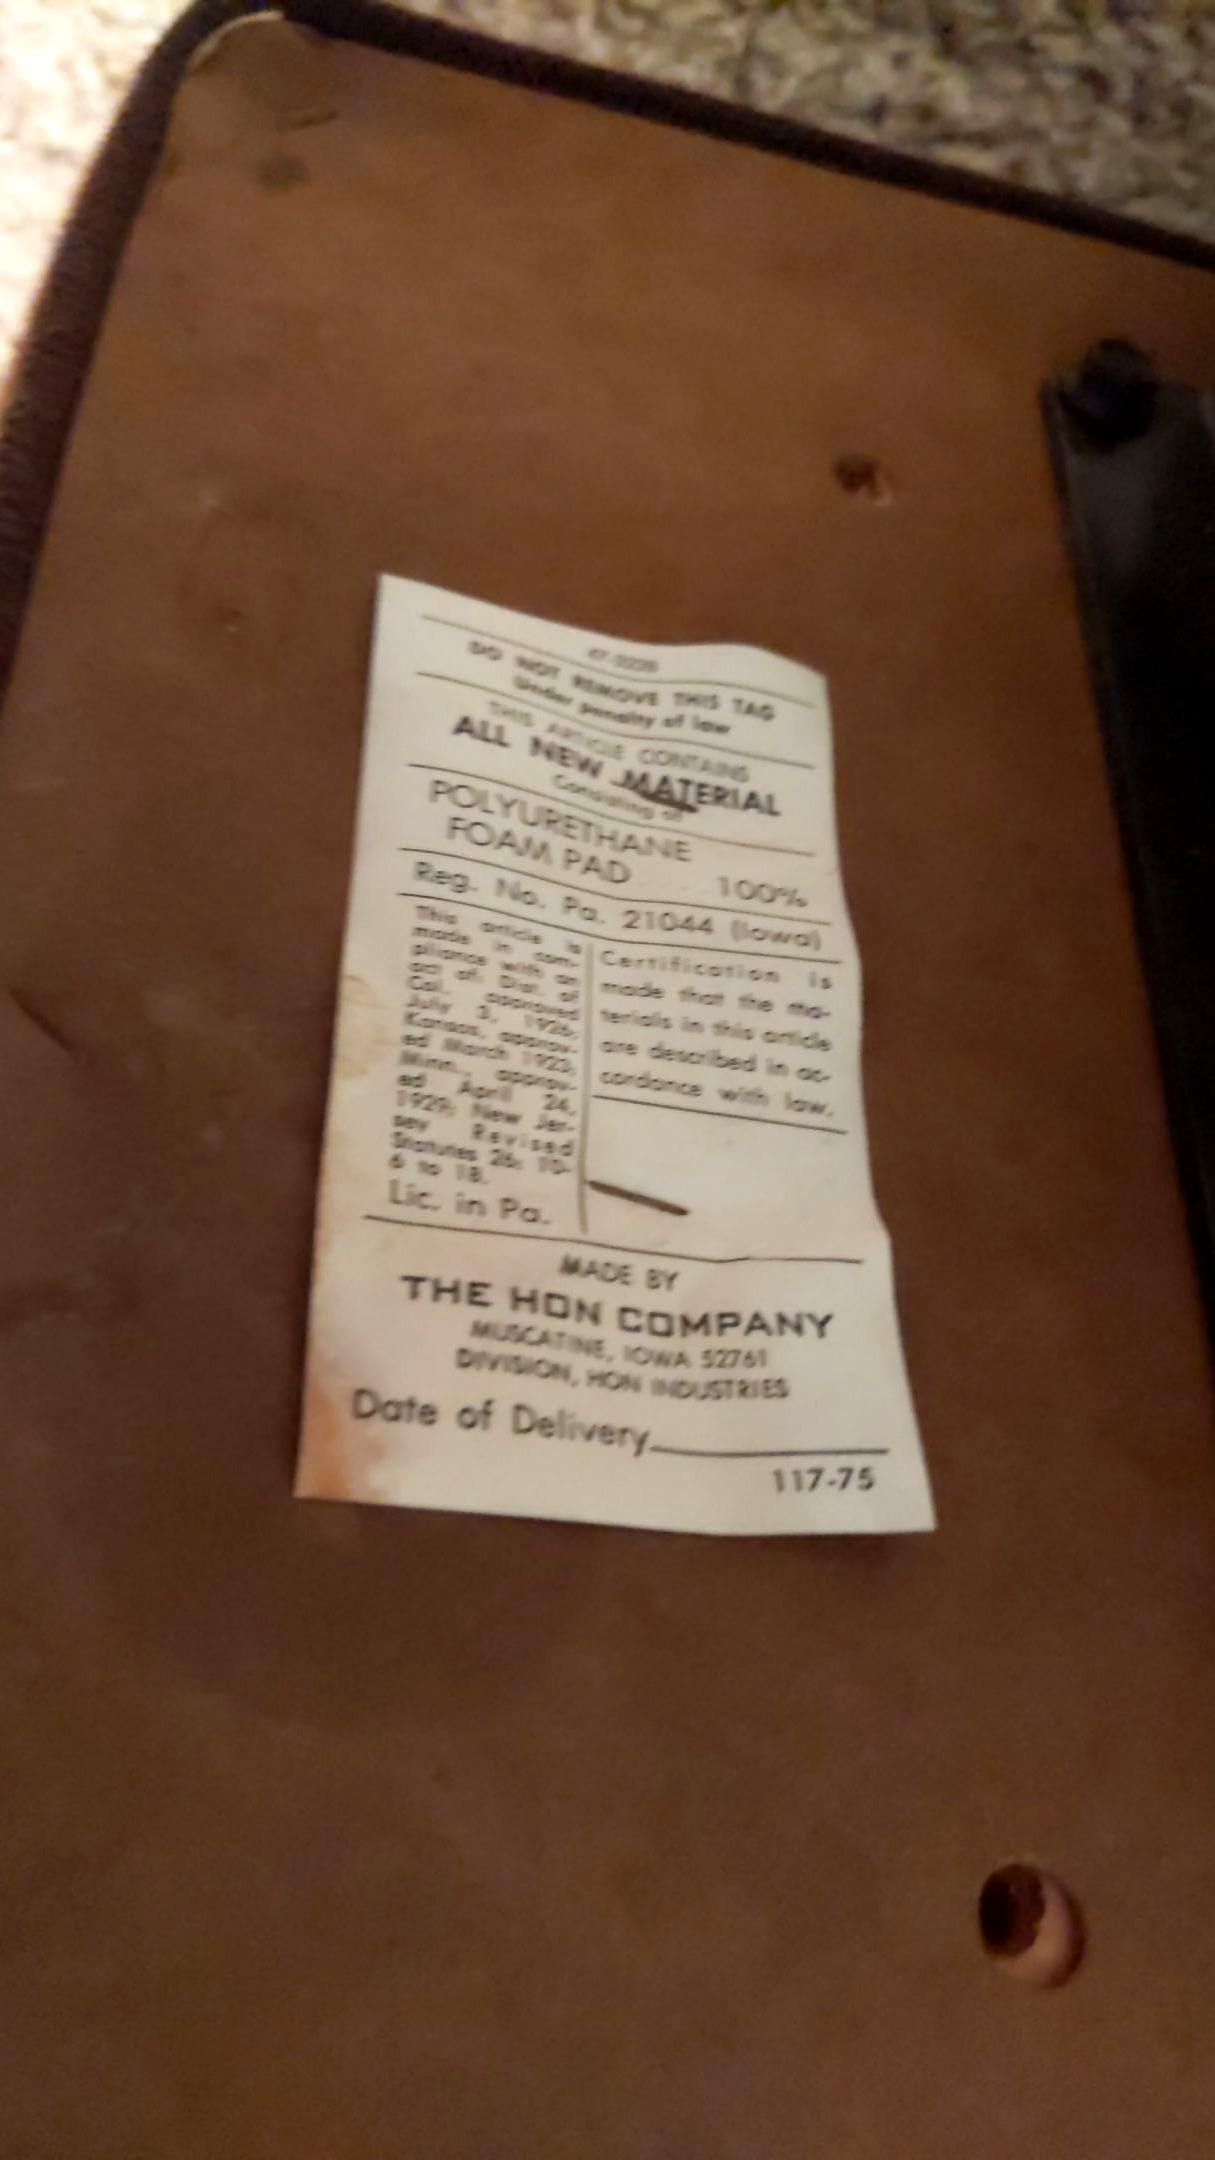 DO NOT REMOVE THIS TAG
Under penalty of law
THIS ARTICLE CONTAINS
ALL NEW MATERIAL
Consisting of
POLYURETHANE
FOAM PAD 100%
Reg. No. Pa. 21044 (Iowa)
This article is
made in com-
pliance with an
act of: Dist. of
Col. approved
July 3, 1926;
Kansas, approv-
ed March 1923;
Minn., approv-
ed April 24,
1929; New Jer-
sey Revised
Statutes 26: 10-
6 to 18.
Lic. in Pa.
Certification is
made that the ma-
terials in this article
are described in ac-
cordance with law.
MADE BY
THE HON COMPANY
MUSCATINE, IOWA 52761
DIVISION, HON INDUSTRIES
Date of Delivery
117-75